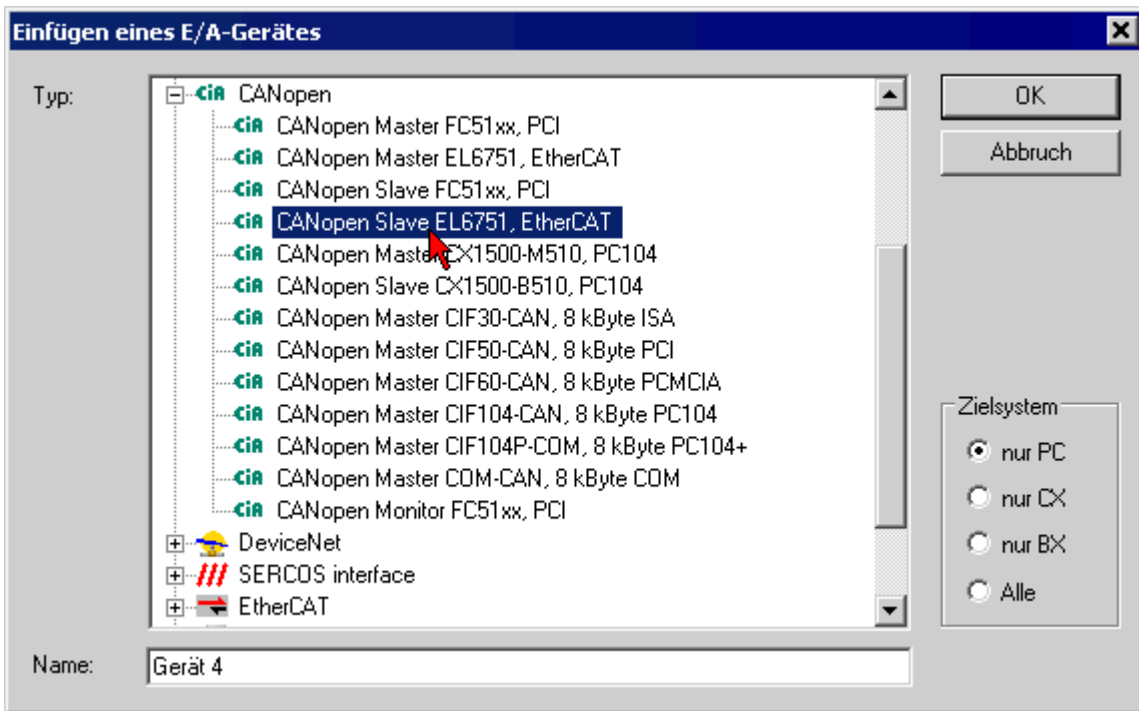 Einfügen eines E/A-Gerätes
Typ:
CiA CANopen
CiA CANopen Master FC51xx, PCI
CiA CANopen Master EL6751, EtherCAT
CiA CANopen Slave FC51xx, PCI
CiA CANopen Slave EL6751, EtherCAT
CiA CANopen Master CX1500-M510, PC104
CiA CANopen Slave CX1500-B510, PC104
CiA CANopen Master CIF30-CAN, 8 kByte ISA
CiA CANopen Master CIF50-CAN, 8 kByte PCI
CiA CANopen Master CIF60-CAN, 8 kByte PCMCIA
CiA CANopen Master CIF104-CAN, 8 kByte PC104
CiA CANopen Master CIF104P-COM, 8 kByte PC104+
CiA CANopen Master COM-CAN, 8 kByte COM
CiA CANopen Monitor FC51xx, PCI
DeviceNet
SERCOS interface
EtherCAT
OK
Abbruch
Zielsystem
nur PC
nur CX
nur BX
Alle
Name:
Gerät 4